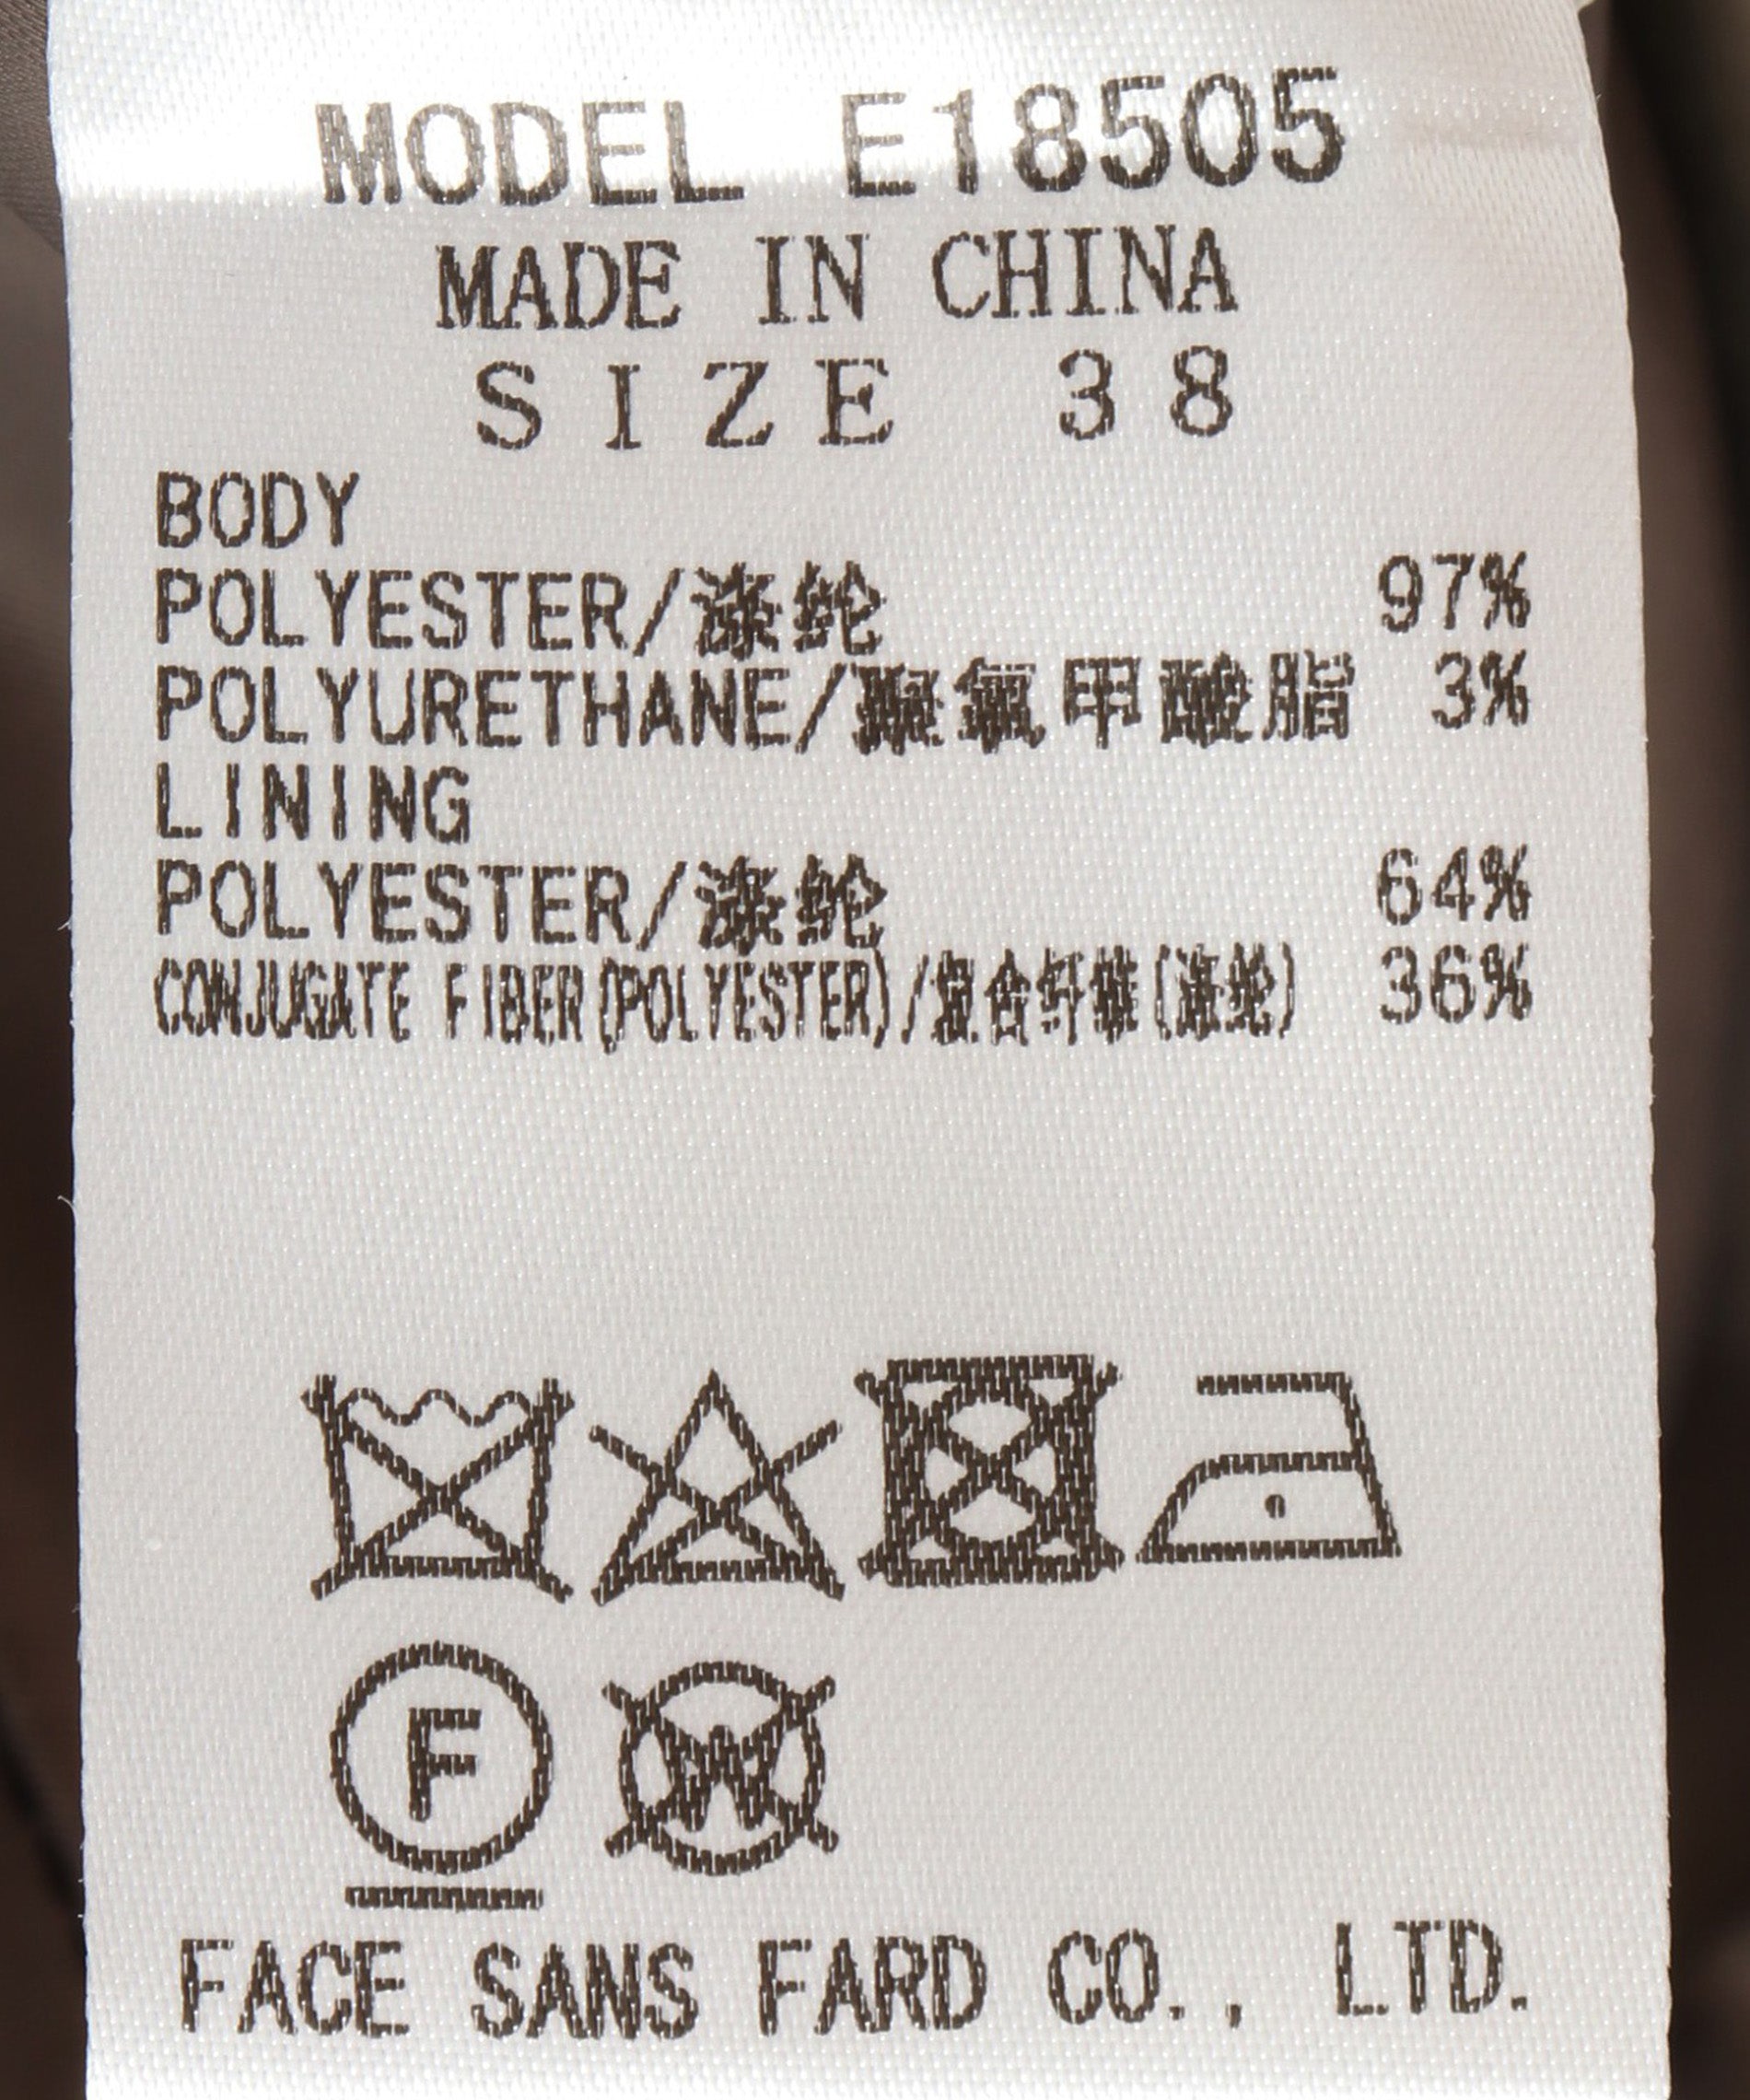 MODEL E18505
MADE IN CHINA
SIZE 38
BODY
POLYESTER/涤纶 97%
POLYURETHANE/聚氨甲酸脂 3%
LINING
POLYESTER/涤纶 64%
CONJUGATE FIBER(POLYESTER)/复合纤维(涤纶) 36%
F W
FACE SANS FARD CO., LTD.